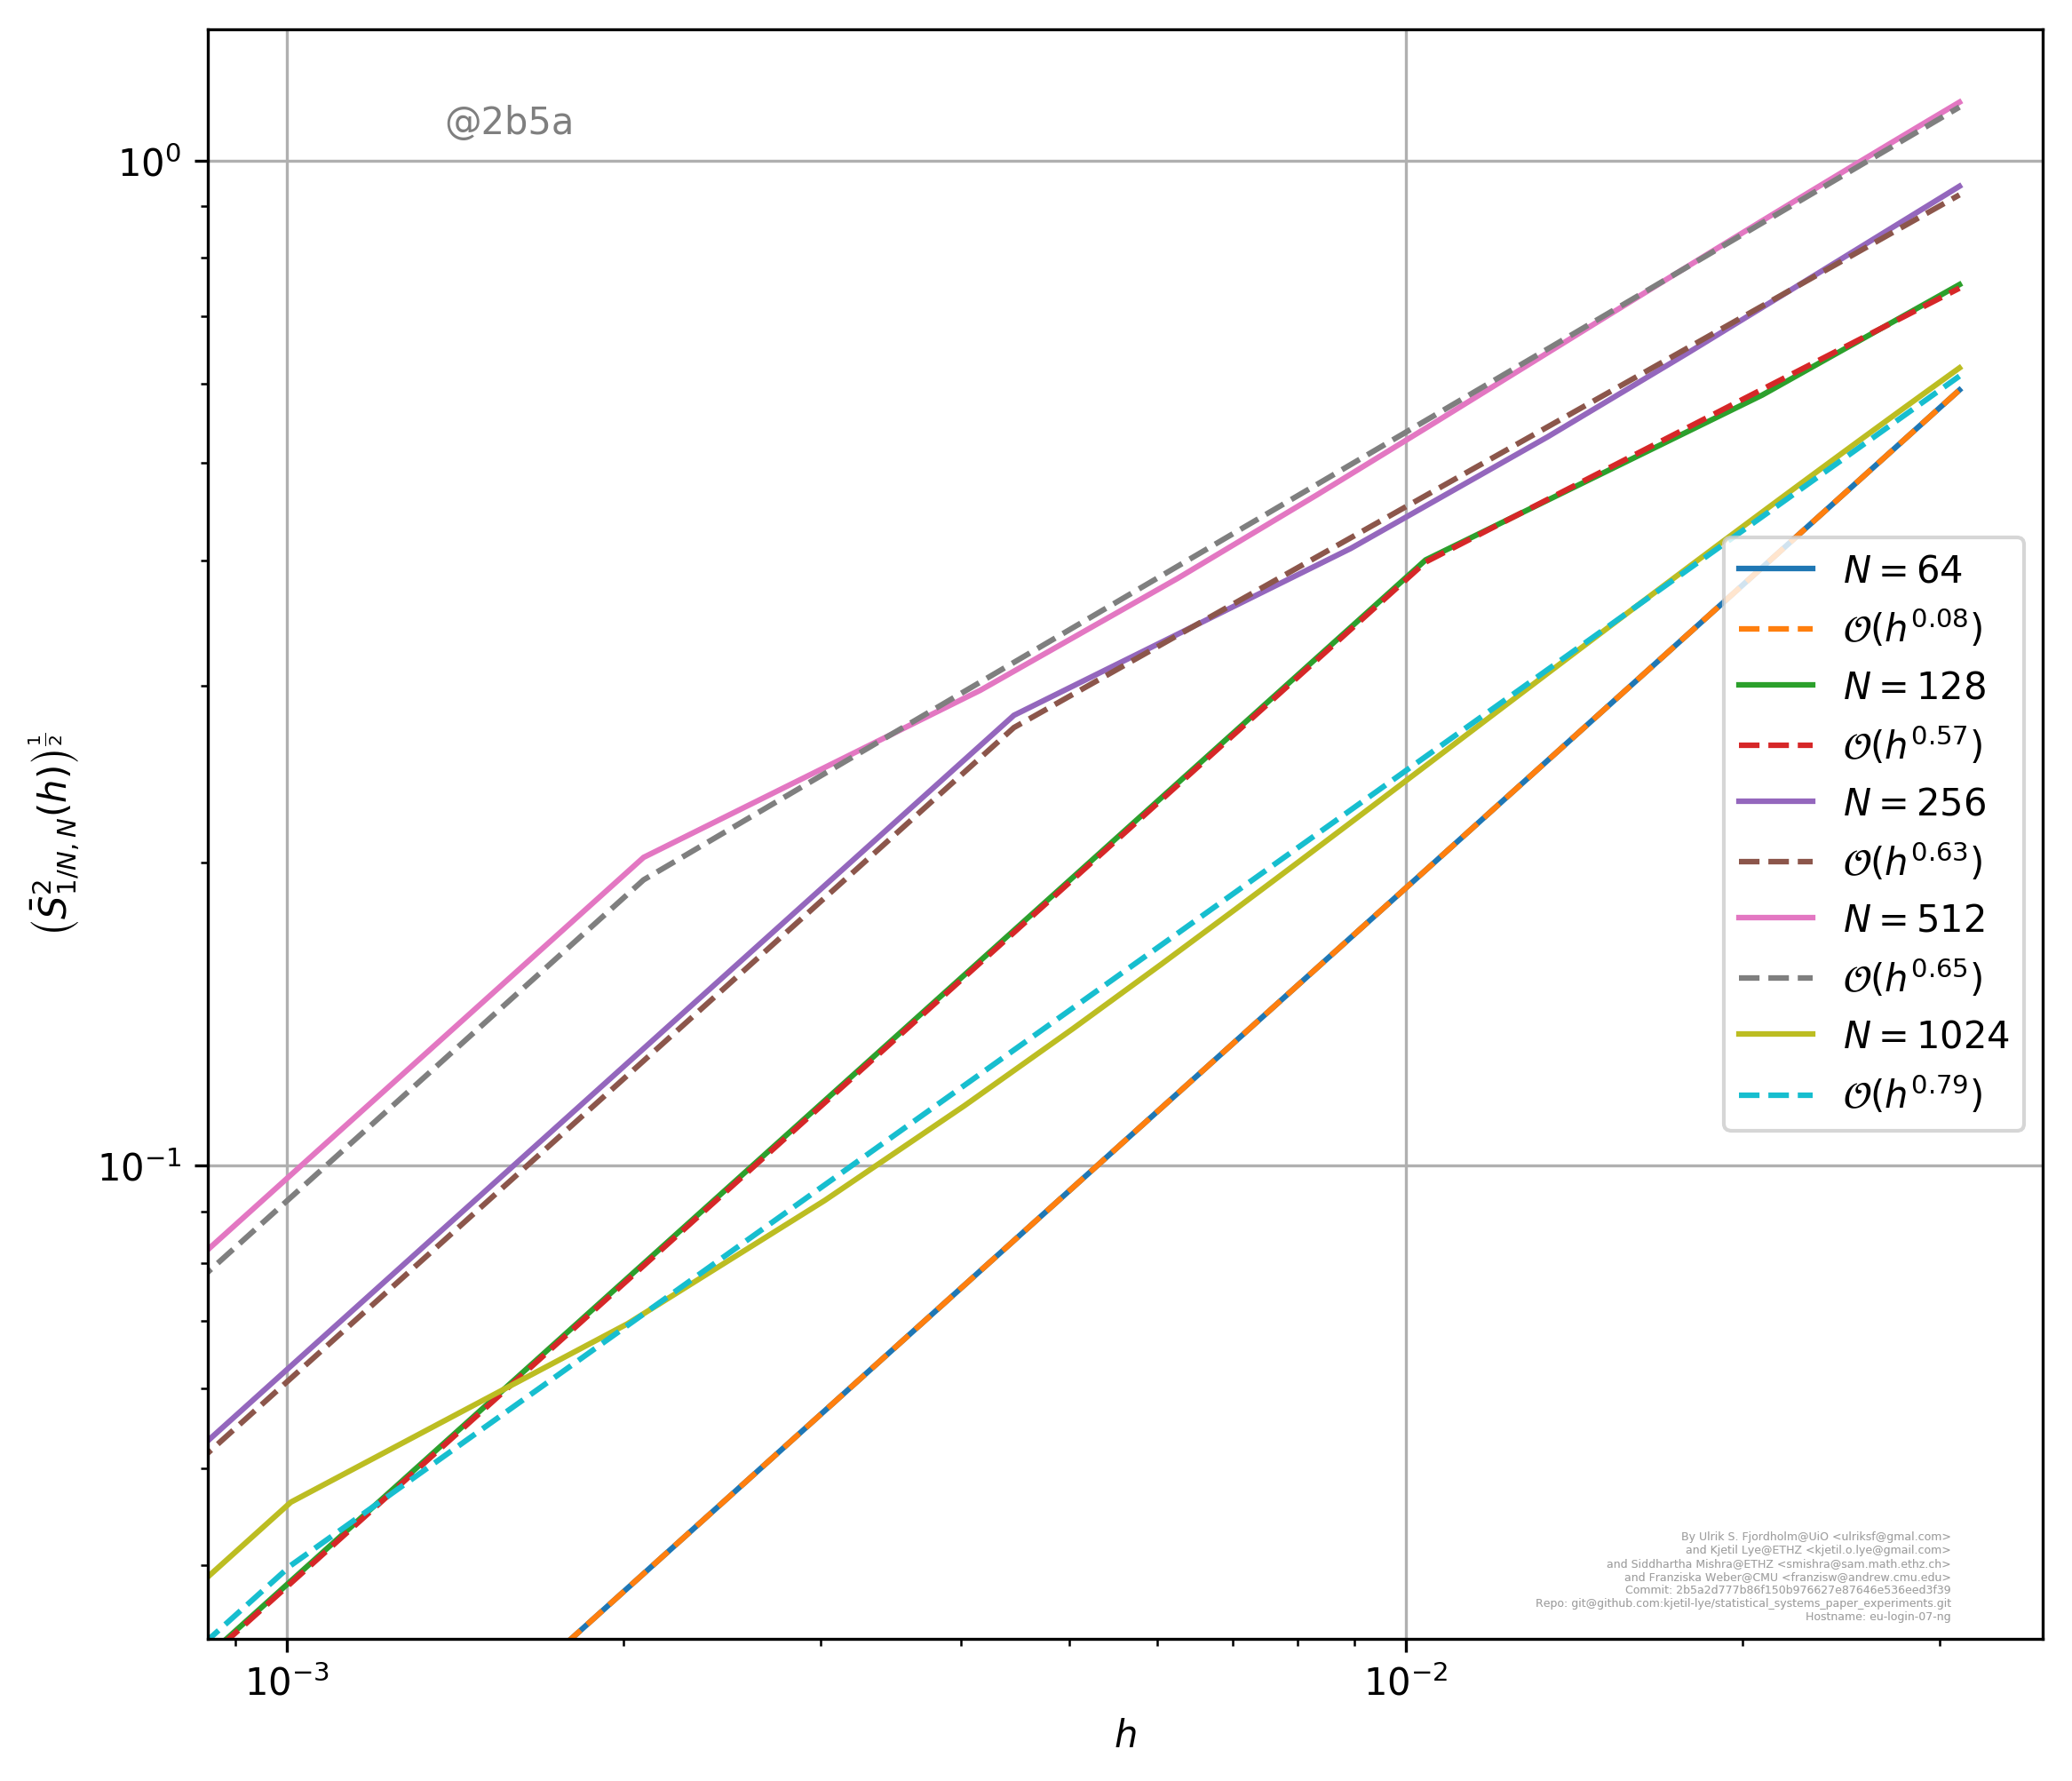 @2b5a
10^0
10^{-1}
(S̄^2_{1/N, N}(h))^{1/2}
N = 64
𝒪(h^{0.08})
N = 128
𝒪(h^{0.57})
N = 256
𝒪(h^{0.63})
N = 512
𝒪(h^{0.65})
N = 1024
𝒪(h^{0.79})
By Ulrik S. Fjordholm@UiO <ulriksf@gmal.com>
and Kjetil Lye@ETHZ <kjetil.o.lye@gmail.com>
and Siddhartha Mishra@ETHZ <smishra@sam.math.ethz.ch>
and Franziska Weber@CMU <franzisw@andrew.cmu.edu>
Commit: 2b5a2d777b86f150b976627e87646e536eed3f39
Repo: git@github.com:kjetil-lye/statistical_systems_paper_experiments.git
Hostname: eu-login-07-ng
10^{-3}
10^{-2}
h